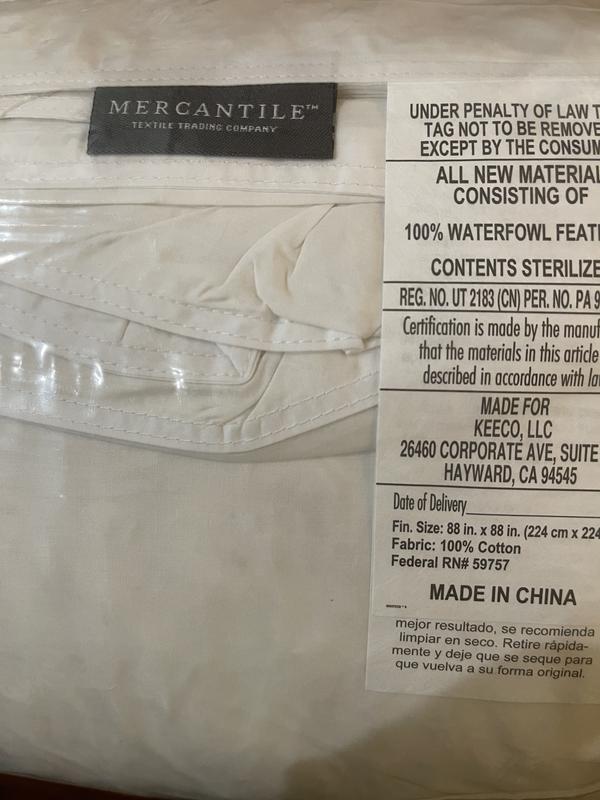 MERCANTILE™
TEXTILE TRADING COMPANY
UNDER PENALTY OF LAW T
TAG NOT TO BE REMOVE
EXCEPT BY THE CONSUM
ALL NEW MATERIAL
CONSISTING OF
100% WATERFOWL FEAT
CONTENTS STERILIZE
REG. NO. UT 2183 (CN) PER. NO. PA 9
Certification is made by the manuf
that the materials in this article
described in accordance with la
MADE FOR
KEECO, LLC
26460 CORPORATE AVE, SUITE
HAYWARD, CA 94545
Date of Delivery
Fin. Size: 88 in. x 88 in. (224 cm x 224
Fabric: 100% Cotton
Federal RN# 59757
MADE IN CHINA
mejor resultado, se recomienda
limpiar en seco. Retire rápida-
mente y deje que se seque para
que vuelva a su forma original.